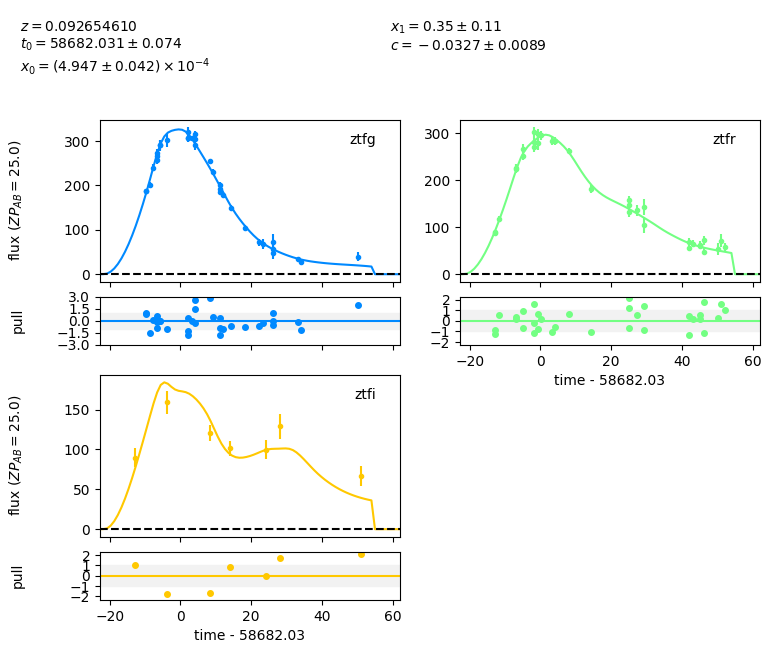 z = 0.092654610
t₀ = 58682.031 ± 0.074
x₀ = (4.947 ± 0.042) × 10⁻⁴
x₁ = 0.35 ± 0.11
c = −0.0327 ± 0.0089
flux (ZP_AB = 25.0)
300
200
100
0
ztfg
300
200
100
0
ztfr
pull
3.0
1.5
0.0
−1.5
−3.0
2
1
0
−1
−2
−20 0 20 40 60
time - 58682.03
flux (ZP_AB = 25.0)
150
100
50
0
ztfi
pull
2
1
0
−1
−2
−20 0 20 40 60
time - 58682.03